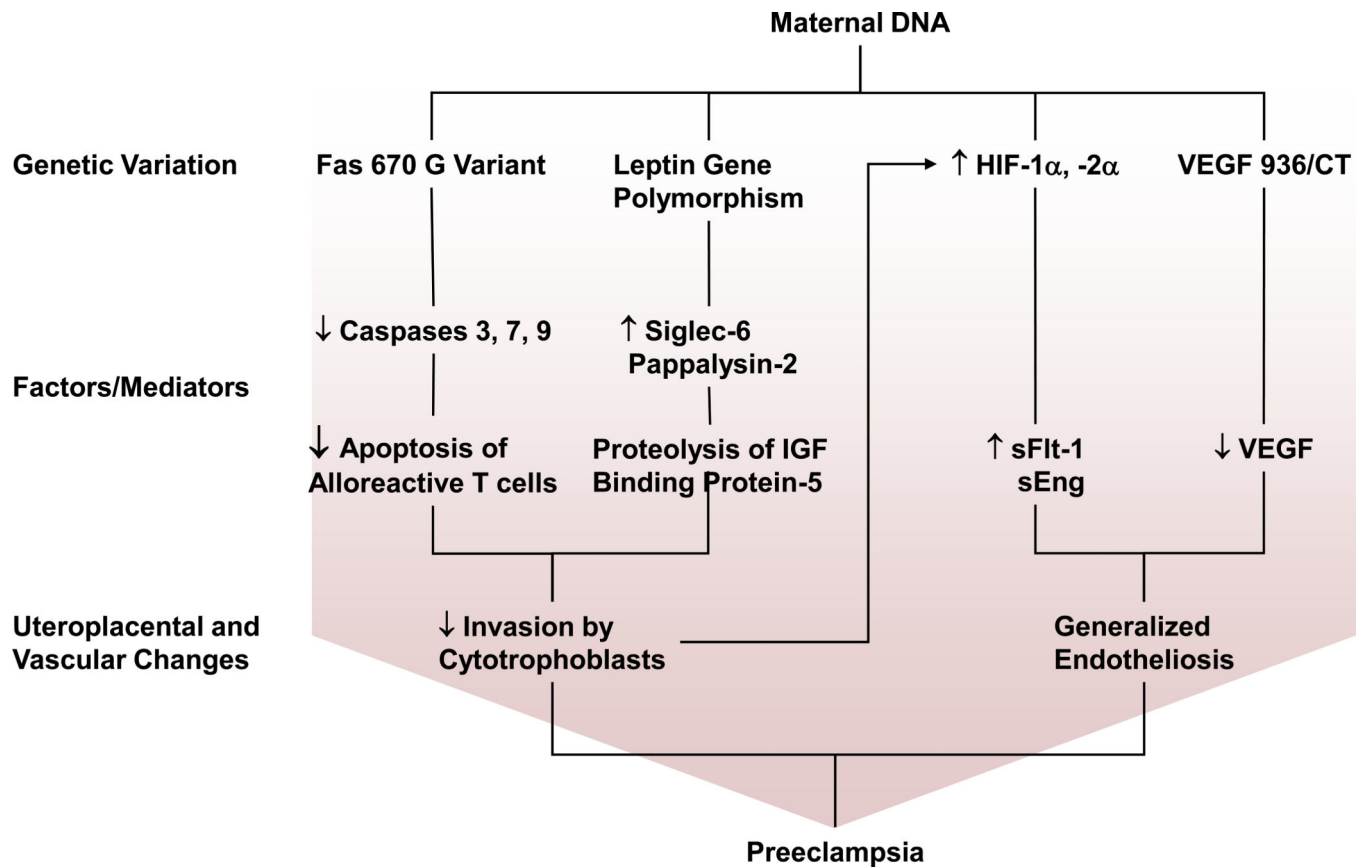 Maternal DNA
Genetic Variation
Fas 670 G Variant
Leptin Gene
Polymorphism
↑ HIF-1α, -2α
VEGF 936/CT
Factors/Mediators
↓ Caspases 3, 7, 9
↑ Siglec-6
Pappalysin-2
↓ Apoptosis of
Alloreactive T cells
Proteolysis of IGF
Binding Protein-5
↑ sFlt-1
sEng
↓ VEGF
Uteroplacental and
Vascular Changes
↓ Invasion by
Cytotrophoblasts
Generalized
Endotheliosis
Preeclampsia